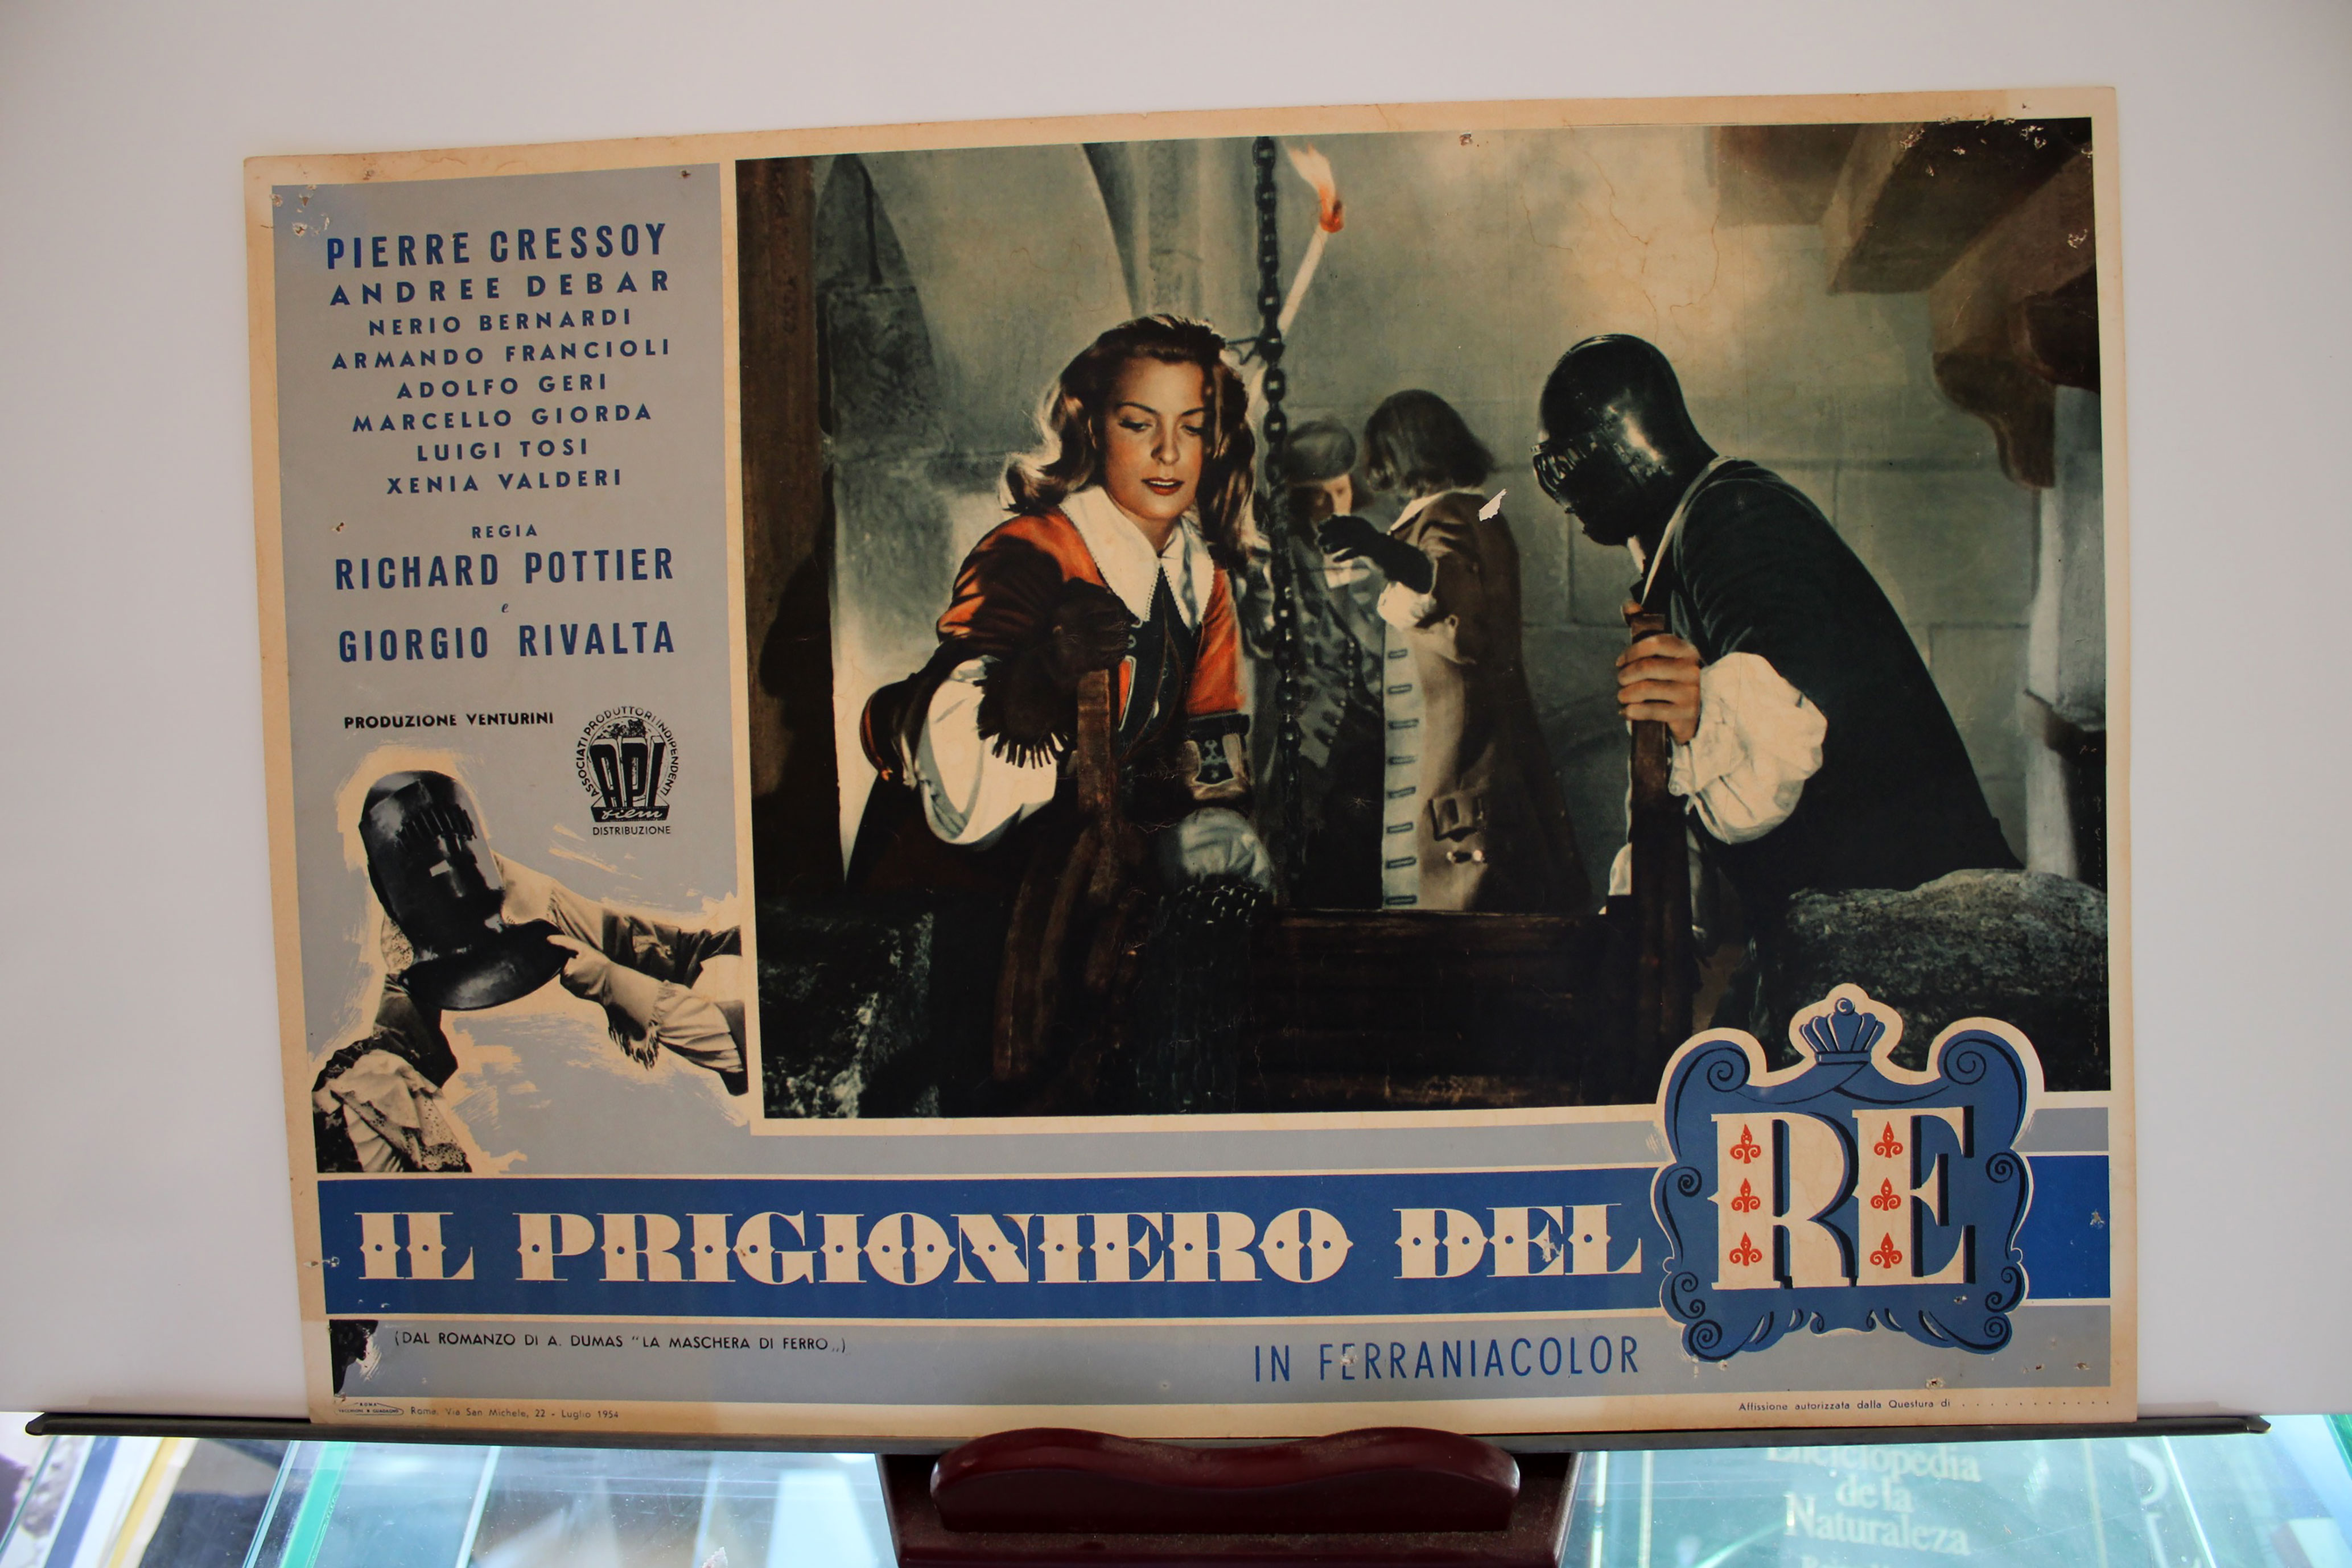 PIERRE CRESSOY
ANDREE DEBAR
NERIO BERNARDI
ARMANDO FRANCIOLI
ADOLFO GERI
MARCELLO GIORDA
LUIGI TOSI
XENIA VALDERI
REGIA
RICHARD POTTIER
e
GIORGIO RIVALTA
PRODUZIONE VENTURINI
ASSOCIATI PRODUTTORI INDIPENDENTI
API
film
DISTRIBUZIONE
IL PRIGIONIERO DEL RE
(DAL ROMANZO DI A. DUMAS "LA MASCHERA DI FERRO„)
IN FERRANIACOLOR
ROMA
Roma, Via San Michele, 22 - Luglio 1954
Affissione autorizzata dalla Questura di . . . . . . . . . . . . . .
Enciclopedia
de la
Naturaleza